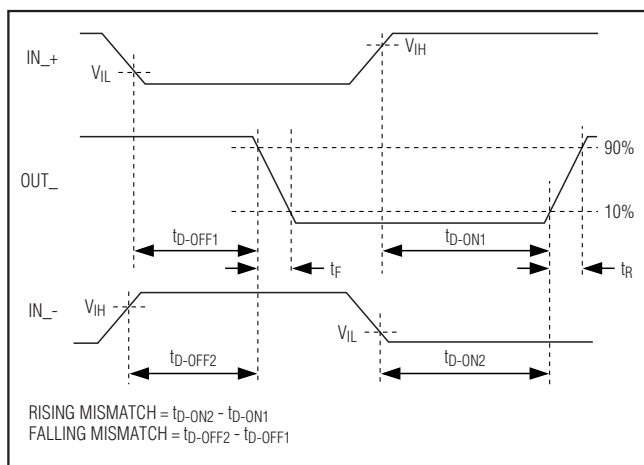 IN_+
VIL
VIH
90%
OUT_
10%
tD-OFF1
tD-ON1
tF
tR
VIH
IN_-
VIL
tD-OFF2
tD-ON2
RISING MISMATCH = tD-ON2 - tD-ON1
FALLING MISMATCH = tD-OFF2 - tD-OFF1